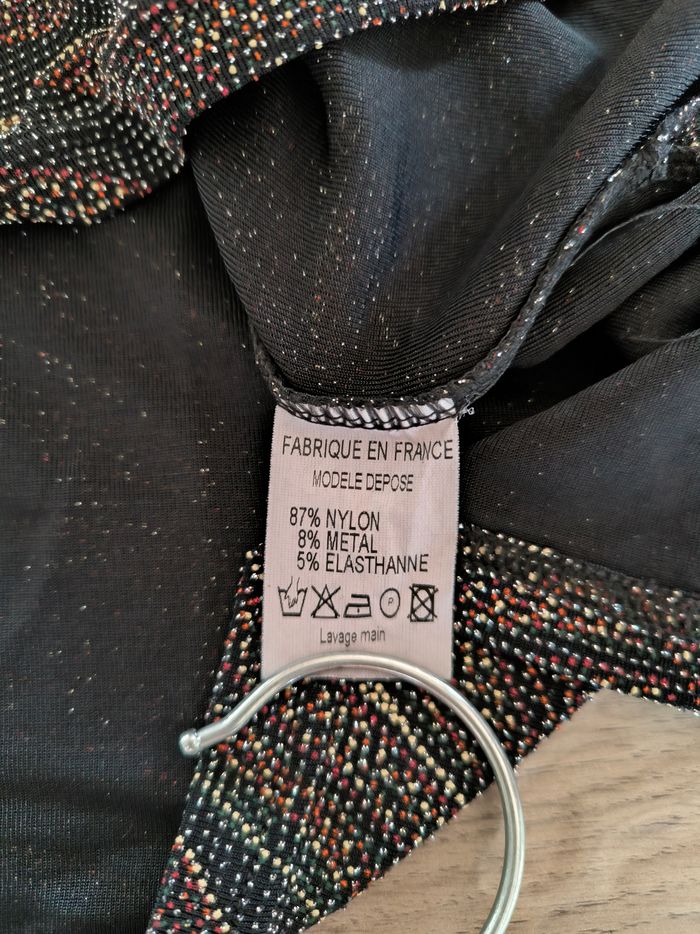 FABRIQUE EN FRANCE
MODELE DEPOSE
87% NYLON
8% METAL
5% ELASTHANNE
P
Lavage main